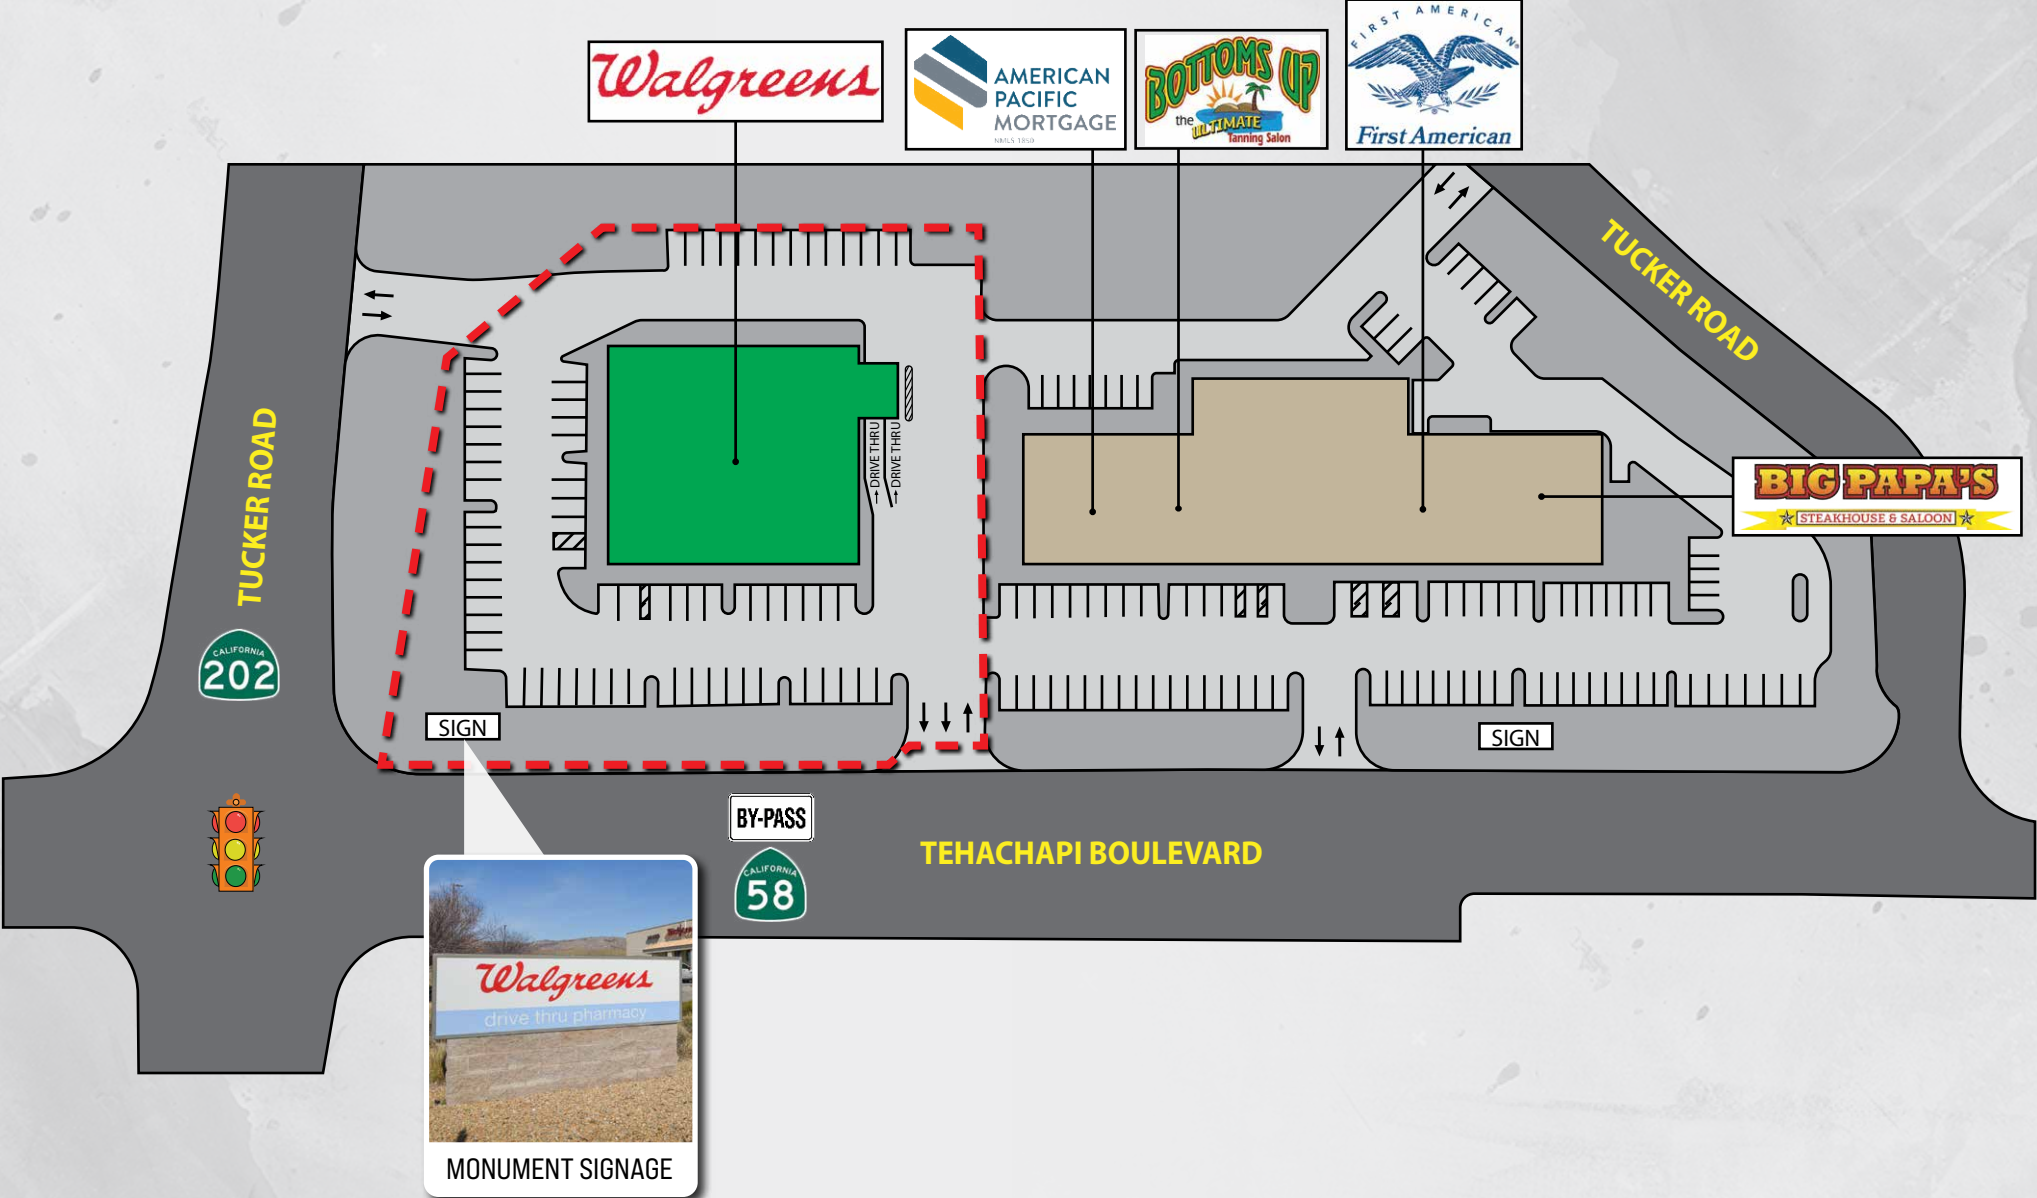 Walgreens
AMERICAN
PACIFIC
MORTGAGE
NMLS 1850
BOTTOMS UP
the ULTIMATE
Tanning Salon
FIRST AMERICAN
First American
TUCKER ROAD
BIG PAPA'S
STEAKHOUSE & SALOON
DRIVE THRU
DRIVE THRU
TUCKER ROAD
CALIFORNIA
202
SIGN
SIGN
BY-PASS
CALIFORNIA
58
TEHACHAPI BOULEVARD
Walgreens
drive thru pharmacy
MONUMENT SIGNAGE